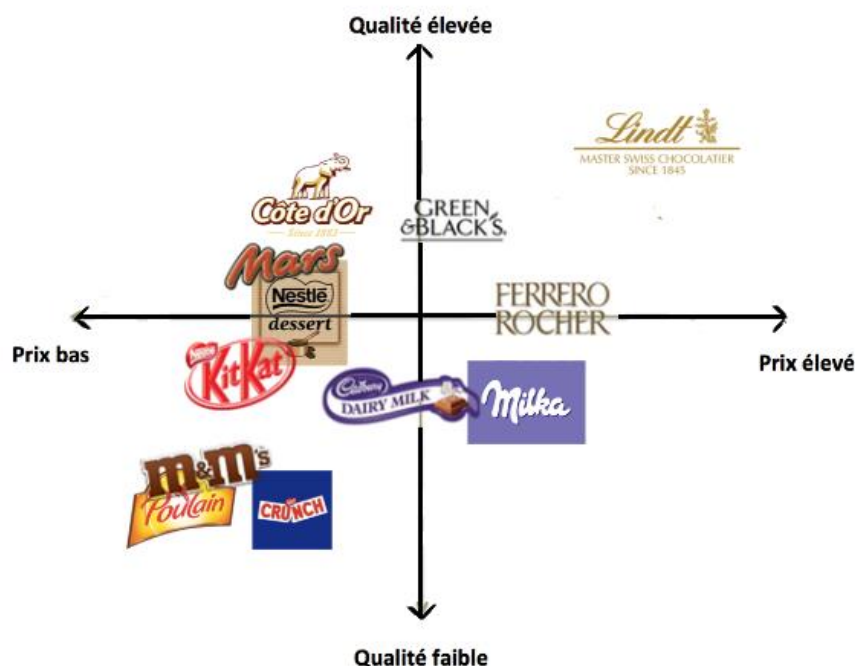 Qualité élevée
Lindt
MASTER SWISS CHOCOLATIER
SINCE 1845
Côte d'Or
Since 1883
GREEN
&BLACK'S
Mars
Nestlé
dessert
FERRERO
ROCHER
Prix bas
Prix élevé
Nestlé
KitKat
Cadbury
DAIRY MILK
Milka
m&m's
Poulain
CRUNCH
Qualité faible